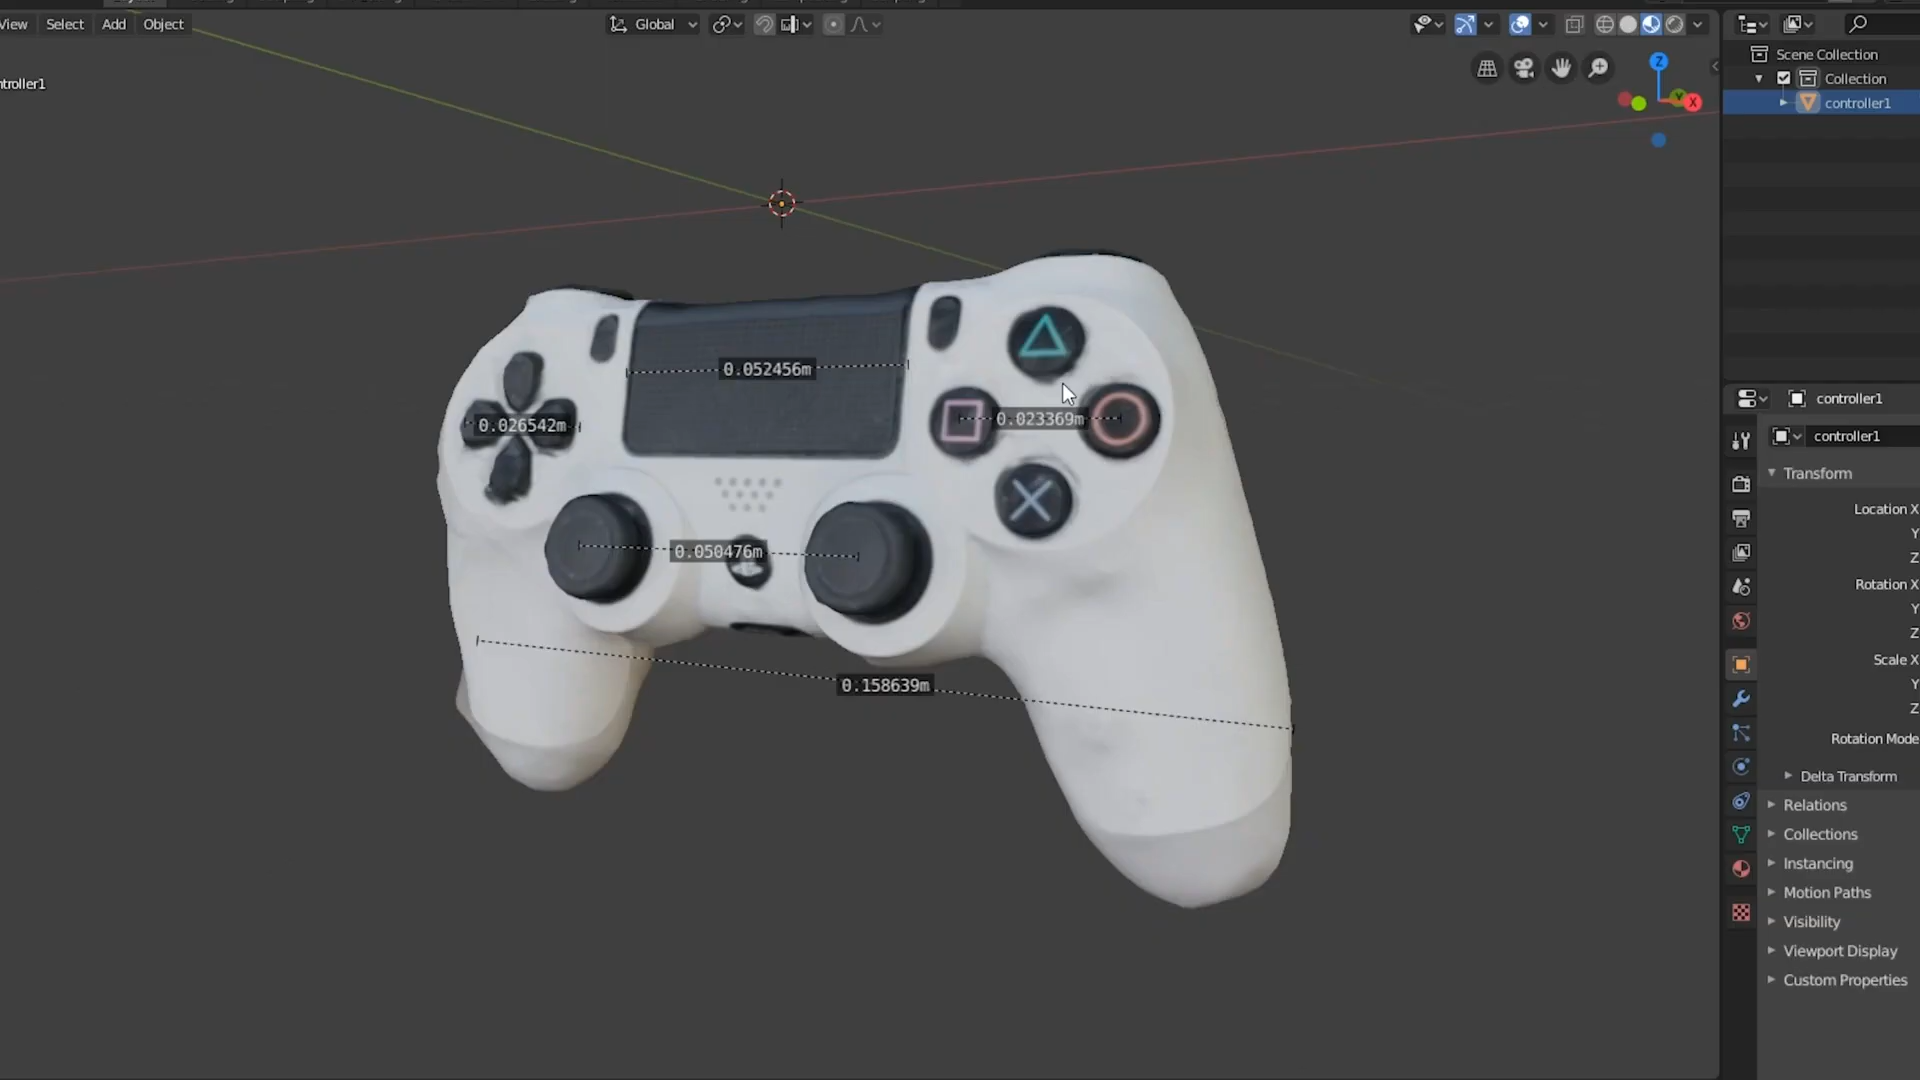 View Select Add Object
Global
ntroller1
Z
Y
X
0.052456m
0.026542m
0.023369m
0.050476m
0.158639m
Scene Collection
Collection
controller1
controller1
controller1
Transform
Location X
Y
Z
Rotation X
Y
Z
Scale X
Y
Z
Rotation Mode
Delta Transform
Relations
Collections
Instancing
Motion Paths
Visibility
Viewport Display
Custom Properties